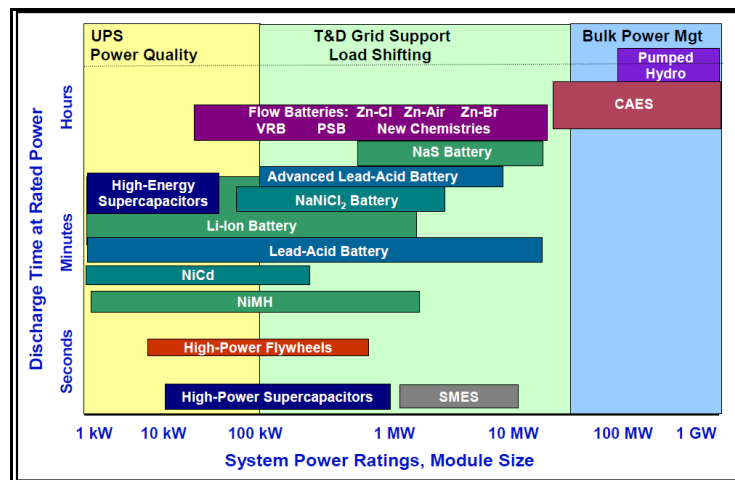 UPS
Power Quality
T&D Grid Support
Load Shifting
Bulk Power Mgt
Pumped
Hydro
CAES
Flow Batteries: Zn-Cl Zn-Air Zn-Br
VRB PSB New Chemistries
NaS Battery
Advanced Lead-Acid Battery
High-Energy
Supercapacitors
NaNiCl₂ Battery
Li-Ion Battery
Lead-Acid Battery
NiCd
NiMH
High-Power Flywheels
High-Power Supercapacitors
SMES
Discharge Time at Rated Power
Hours
Minutes
Seconds
1 kW 10 kW 100 kW 1 MW 10 MW 100 MW 1 GW
System Power Ratings, Module Size